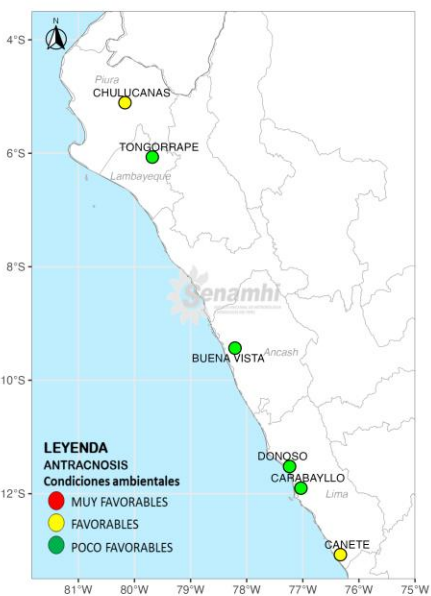 N
4°S
6°S
8°S
10°S
12°S
Piura
CHULUCANAS
TONGORRAPE
Lambayeque
Senamhi
Ancash
BUENA VISTA
DONOSO
CARABAYLLO
Lima
CANETE
LEYENDA
ANTRACNOSIS
Condiciones ambientales
MUY FAVORABLES
FAVORABLES
POCO FAVORABLES
81°W 80°W 79°W 78°W 77°W 76°W 75°W